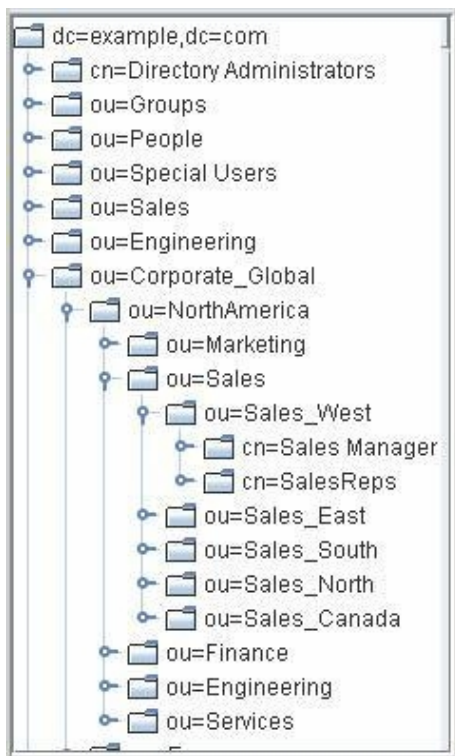 dc=example,dc=com
cn=Directory Administrators
ou=Groups
ou=People
ou=Special Users
ou=Sales
ou=Engineering
ou=Corporate_Global
ou=NorthAmerica
ou=Marketing
ou=Sales
ou=Sales_West
cn=Sales Manager
cn=SalesReps
ou=Sales_East
ou=Sales_South
ou=Sales_North
ou=Sales_Canada
ou=Finance
ou=Engineering
ou=Services